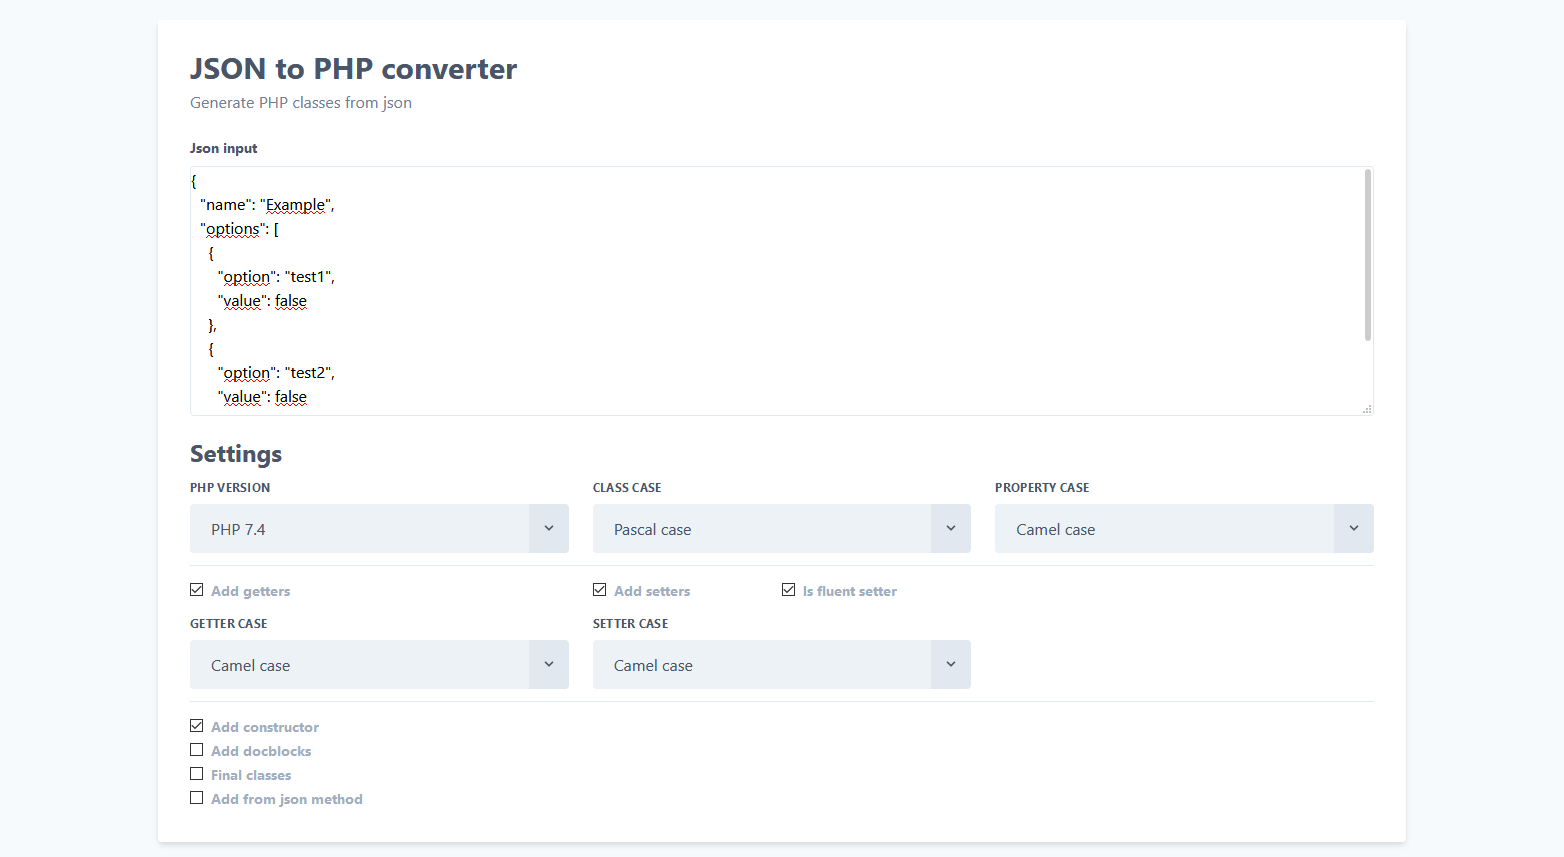 JSON to PHP converter
Generate PHP classes from json
Json input
{
"name": "Example",
"options": [
{
"option": "test1",
"value": false
},
{
"option": "test2",
"value": false
Settings
PHP VERSION CLASS CASE PROPERTY CASE
PHP 7.4 Pascal case Camel case
Add getters Add setters Is fluent setter
GETTER CASE SETTER CASE
Camel case Camel case
Add constructor
Add docblocks
Final classes
Add from json method